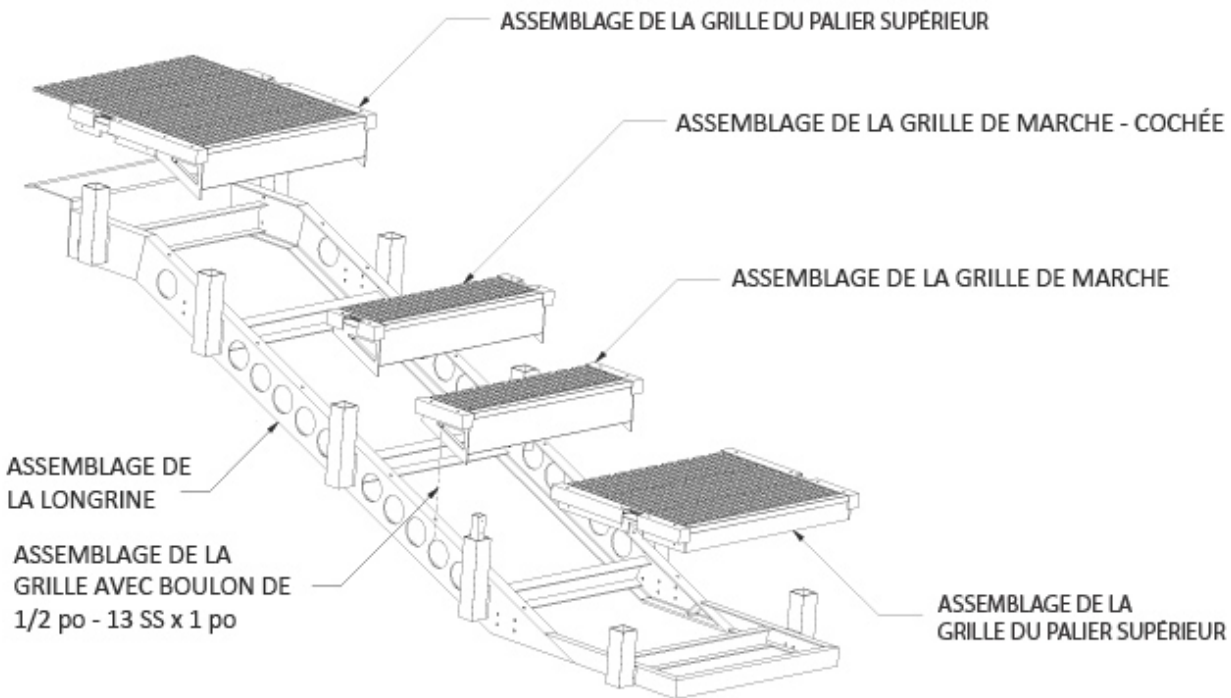 ASSEMBLAGE DE LA GRILLE DU PALIER SUPÉRIEUR
ASSEMBLAGE DE LA GRILLE DE MARCHE - COCHÉE
ASSEMBLAGE DE LA GRILLE DE MARCHE
ASSEMBLAGE DE
LA LONGRINE
ASSEMBLAGE DE LA
GRILLE AVEC BOULON DE
1/2 po - 13 SS x 1 po
ASSEMBLAGE DE LA
GRILLE DU PALIER SUPÉRIEUR